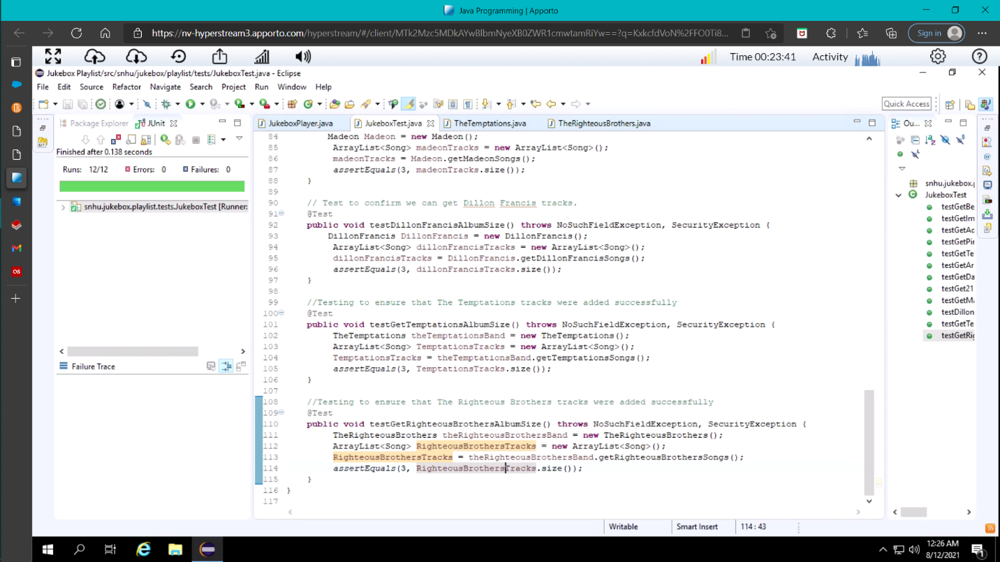 Java Programming | Apporto
https://nv-hyperstream3.apporto.com/hyperstream/#/client/MTk2Mzc5MDkAYwBlbmNyeXB0ZWR1cmwtamRiYw==?q=KxkcfdVoN%2FFO0Ti8...
Sign in
Time 00:23:41
Activity
Jukebox Playlist/src/snhu/jukebox/playlist/tests/JukeboxTest.java - Eclipse
File Edit Source Refactor Navigate Search Project Run Window Help
Quick Access
Package Explorer JUnit
Finished after 0.138 seconds
Runs: 12/12 Errors: 0 Failures: 0
snhu.jukebox.playlist.tests.JukeboxTest [Runner:
Failure Trace
JukeboxPlayer.java JukeboxTest.java TheTemptations.java TheRighteousBrothers.java
84 Madeon Madeon = new Madeon();
85 ArrayList<Song> madeonTracks = new ArrayList<Song>();
86 madeonTracks = Madeon.getMadeonSongs();
87 assertEquals(3, madeonTracks.size());
88 }
89
90 // Test to confirm we can get Dillon Francis tracks.
91 @Test
92 public void testDillonFrancisAlbumSize() throws NoSuchFieldException, SecurityException {
93 DillonFrancis DillonFrancis = new DillonFrancis();
94 ArrayList<Song> dillonFrancisTracks = new ArrayList<Song>();
95 dillonFrancisTracks = DillonFrancis.getDillonFrancisSongs();
96 assertEquals(3, dillonFrancisTracks.size());
97 }
98
99 //Testing to ensure that The Temptations tracks were added successfully
100 @Test
101 public void testGetTemptationsAlbumSize() throws NoSuchFieldException, SecurityException {
102 TheTemptations theTemptationsBand = new TheTemptations();
103 ArrayList<Song> TemptationsTracks = new ArrayList<Song>();
104 TemptationsTracks = theTemptationsBand.getTemptationsSongs();
105 assertEquals(3, TemptationsTracks.size());
106 }
107
108 //Testing to ensure that The Righteous Brothers tracks were added successfully
109 @Test
110 public void testGetRighteousBrothersAlbumSize() throws NoSuchFieldException, SecurityException {
111 TheRighteousBrothers theRighteousBrothersBand = new TheRighteousBrothers();
112 ArrayList<Song> RighteousBrothersTracks = new ArrayList<Song>();
113 RighteousBrothersTracks = theRighteousBrothersBand.getRighteousBrothersSongs();
114 assertEquals(3, RighteousBrothersTracks.size());
115 }
116 }
117
Ou...
snhu.jukebox.p
JukeboxTest
testGetBe
testGetIm
testGetAc
testGetPir
testGetTe
testGetAr
testGetDa
testGet21
testGetMa
testDillon
testGetTe
testGetRig
Writable Smart Insert 114 : 43
12:26 AM
8/12/2021